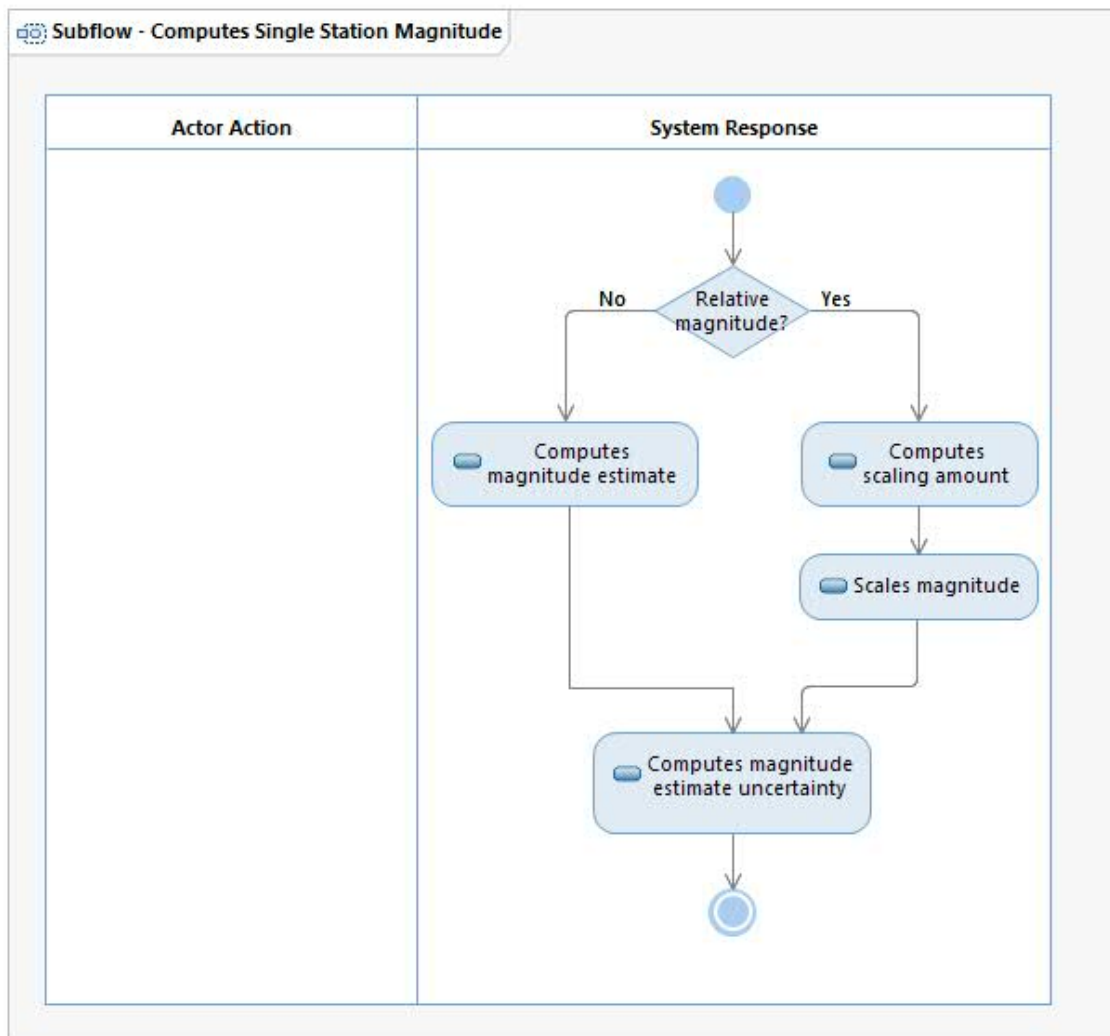 Subflow - Computes Single Station Magnitude
Actor Action
System Response
No
Relative
magnitude?
Yes
Computes
magnitude estimate
Computes
scaling amount
Scales magnitude
Computes magnitude
estimate uncertainty